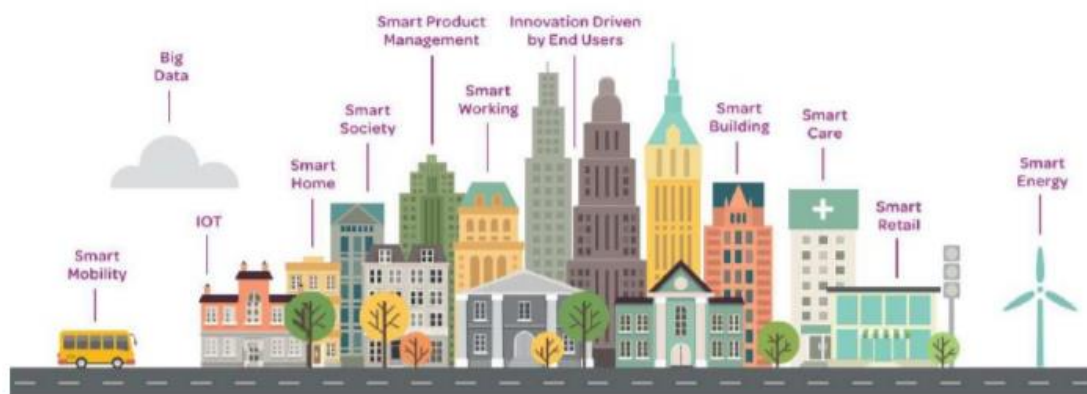 Smart Product
Management
Innovation Driven
by End Users
Big
Data
Smart
Working
Smart
Society
Smart
Building
Smart
Care
Smart
Home
Smart
Energy
IOT
Smart
Retail
Smart
Mobility